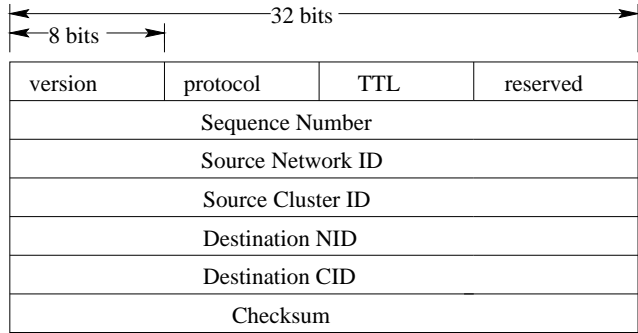 32 bits
8 bits
version protocol TTL reserved
Sequence Number
Source Network ID
Source Cluster ID
Destination NID
Destination CID
Checksum